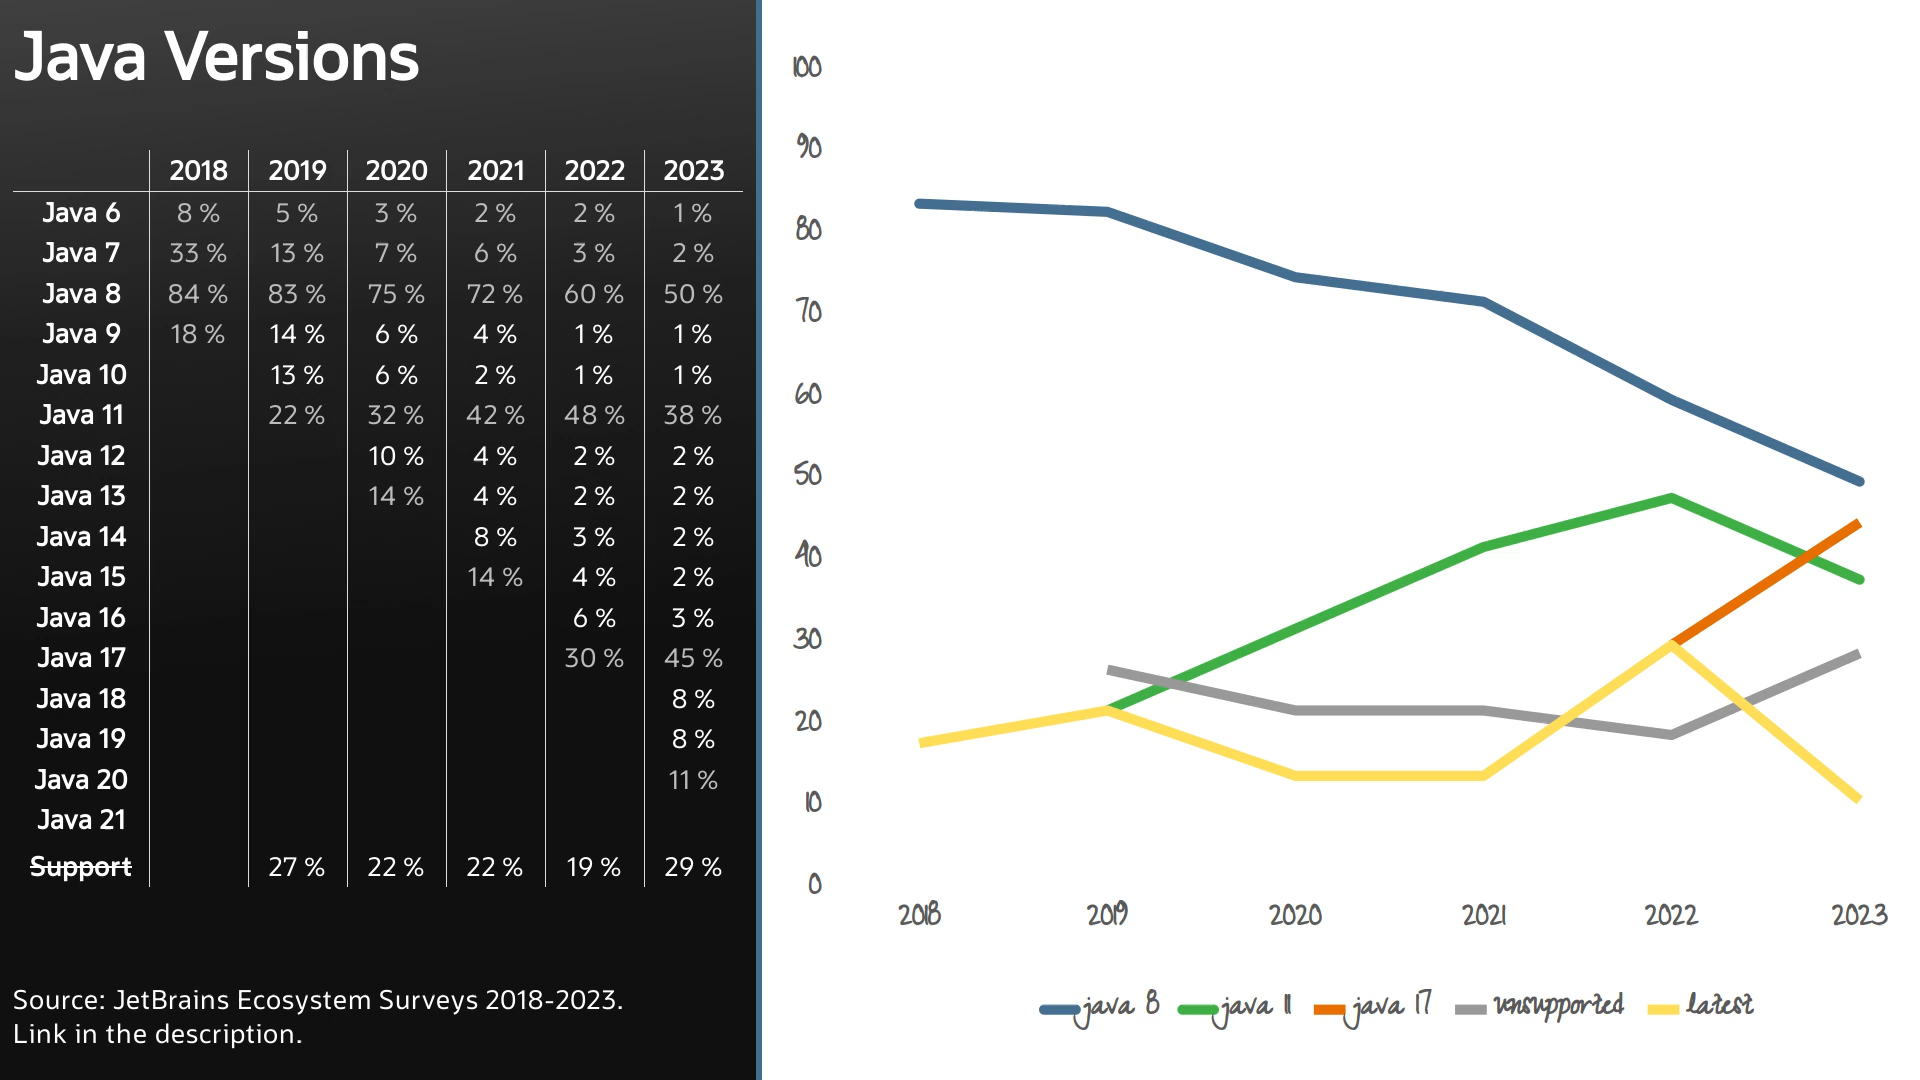 Java Versions
2018 2019 2020 2021 2022 2023
Java 6 8 % 5 % 3 % 2 % 2 % 1 %
Java 7 33 % 13 % 7 % 6 % 3 % 2 %
Java 8 84 % 83 % 75 % 72 % 60 % 50 %
Java 9 18 % 14 % 6 % 4 % 1 % 1 %
Java 10 13 % 6 % 2 % 1 % 1 %
Java 11 22 % 32 % 42 % 48 % 38 %
Java 12 10 % 4 % 2 % 2 %
Java 13 14 % 4 % 2 % 2 %
Java 14 8 % 3 % 2 %
Java 15 14 % 4 % 2 %
Java 16 6 % 3 %
Java 17 30 % 45 %
Java 18 8 %
Java 19 8 %
Java 20 11 %
Java 21
Support 27 % 22 % 22 % 19 % 29 %
Source: JetBrains Ecosystem Surveys 2018-2023.
Link in the description.
100
90
80
70
60
50
40
30
20
10
0
2018 2019 2020 2021 2022 2023
java 8 java 11 java 17 unsupported latest